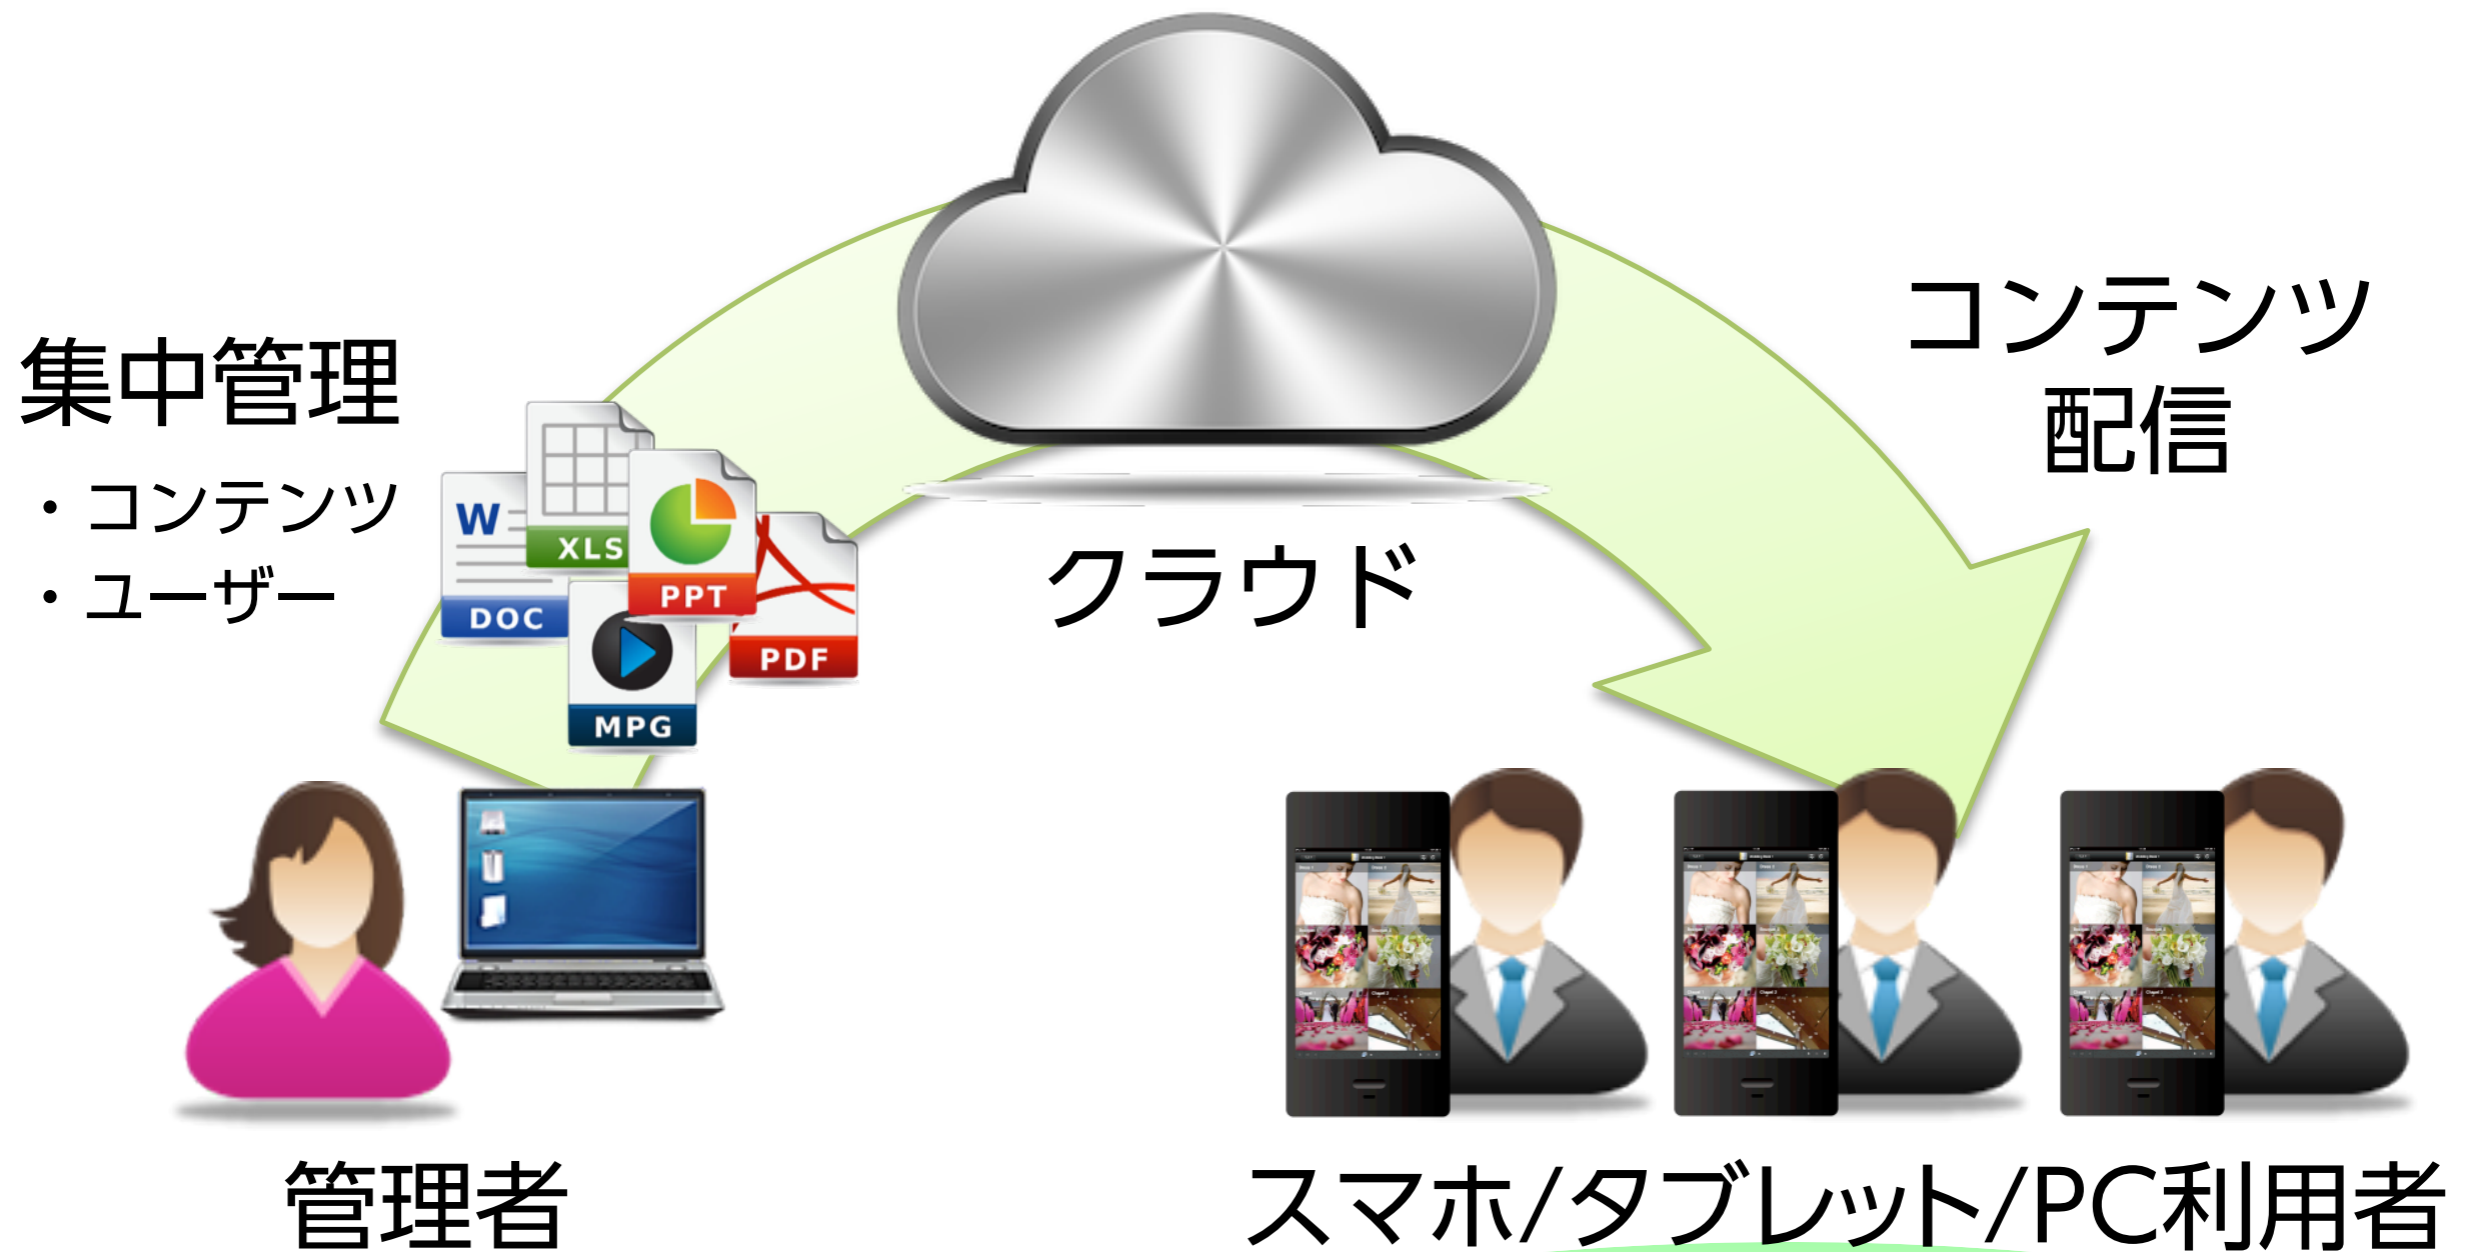 集中管理
・コンテンツ
・ユーザー
W
DOC
XLS
PPT
PDF
MPG
クラウド
コンテンツ
配信
管理者
スマホ/タブレット/PC利用者